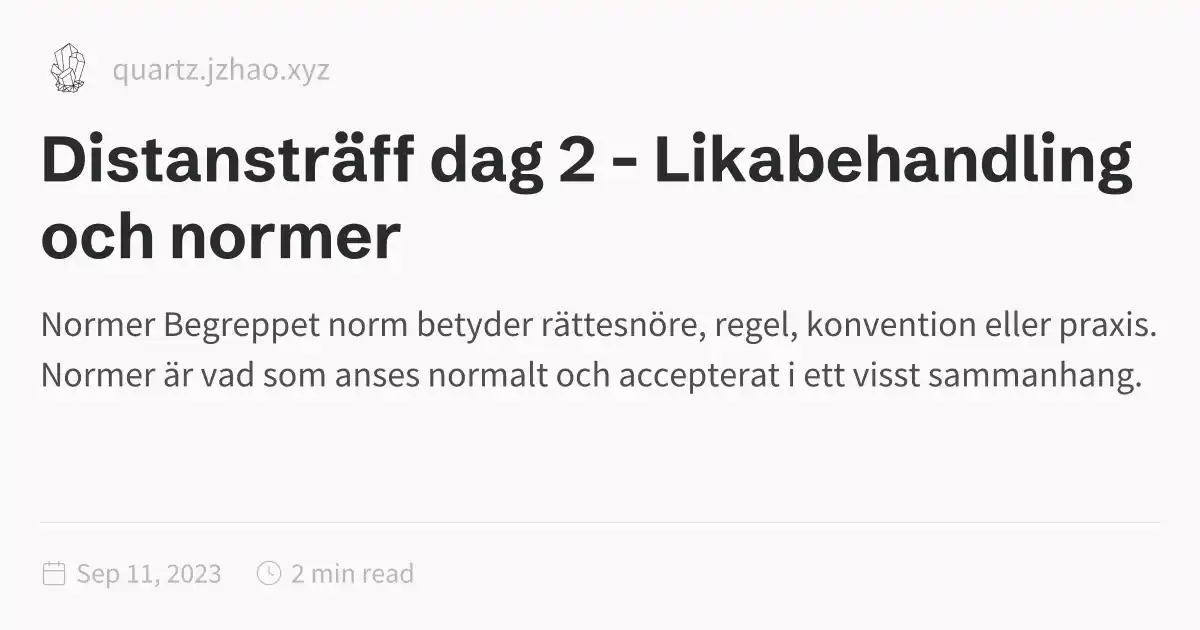 quartz.jzhao.xyz
Distansträff dag 2 - Likabehandling
och normer
Normer Begreppet norm betyder rättesnöre, regel, konvention eller praxis.
Normer är vad som anses normalt och accepterat i ett visst sammanhang.
Sep 11, 2023 2 min read